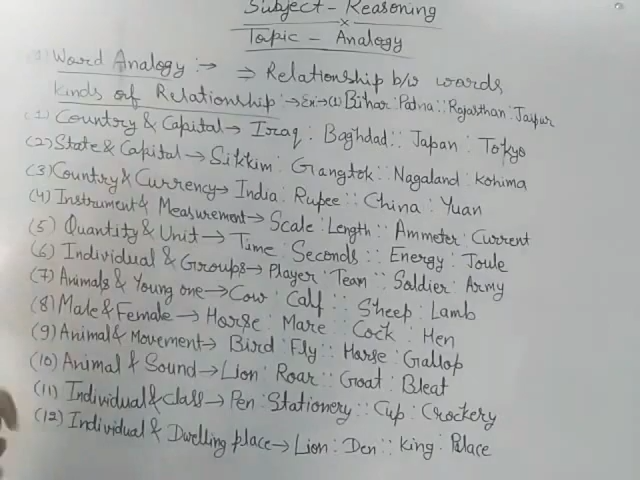 Subject - Reasoning
Topic - Analogy
(1) Word Analogy :→ ⇒ Relationship b/w words
Kinds of Relationship :→ Ex→(1) Bihar : Patna :: Rajasthan : Jaipur
(1) Country & Capital → Iraq : Baghdad :: Japan : Tokyo
(2) State & Capital → Sikkim : Gangtok :: Nagaland : Kohima
(3) Country & Currency → India : Rupee :: China : Yuan
(4) Instrument & Measurement → Scale : Length :: Ammeter : Current
(5) Quantity & Unit → Time : Seconds :: Energy : Joule
(6) Individual & Groups → Player : Team :: Soldier : Army
(7) Animals & Young one → Cow : Calf :: Sheep : Lamb
(8) Male & Female → Horse : Mare :: Cock : Hen
(9) Animal & Movement → Bird : Fly :: Horse : Gallop
(10) Animal & Sound → Lion : Roar :: Goat : Bleat
(11) Individual & Class → Pen : Stationery :: Cup : Crockery
(12) Individual & Dwelling place → Lion : Den :: King : Palace